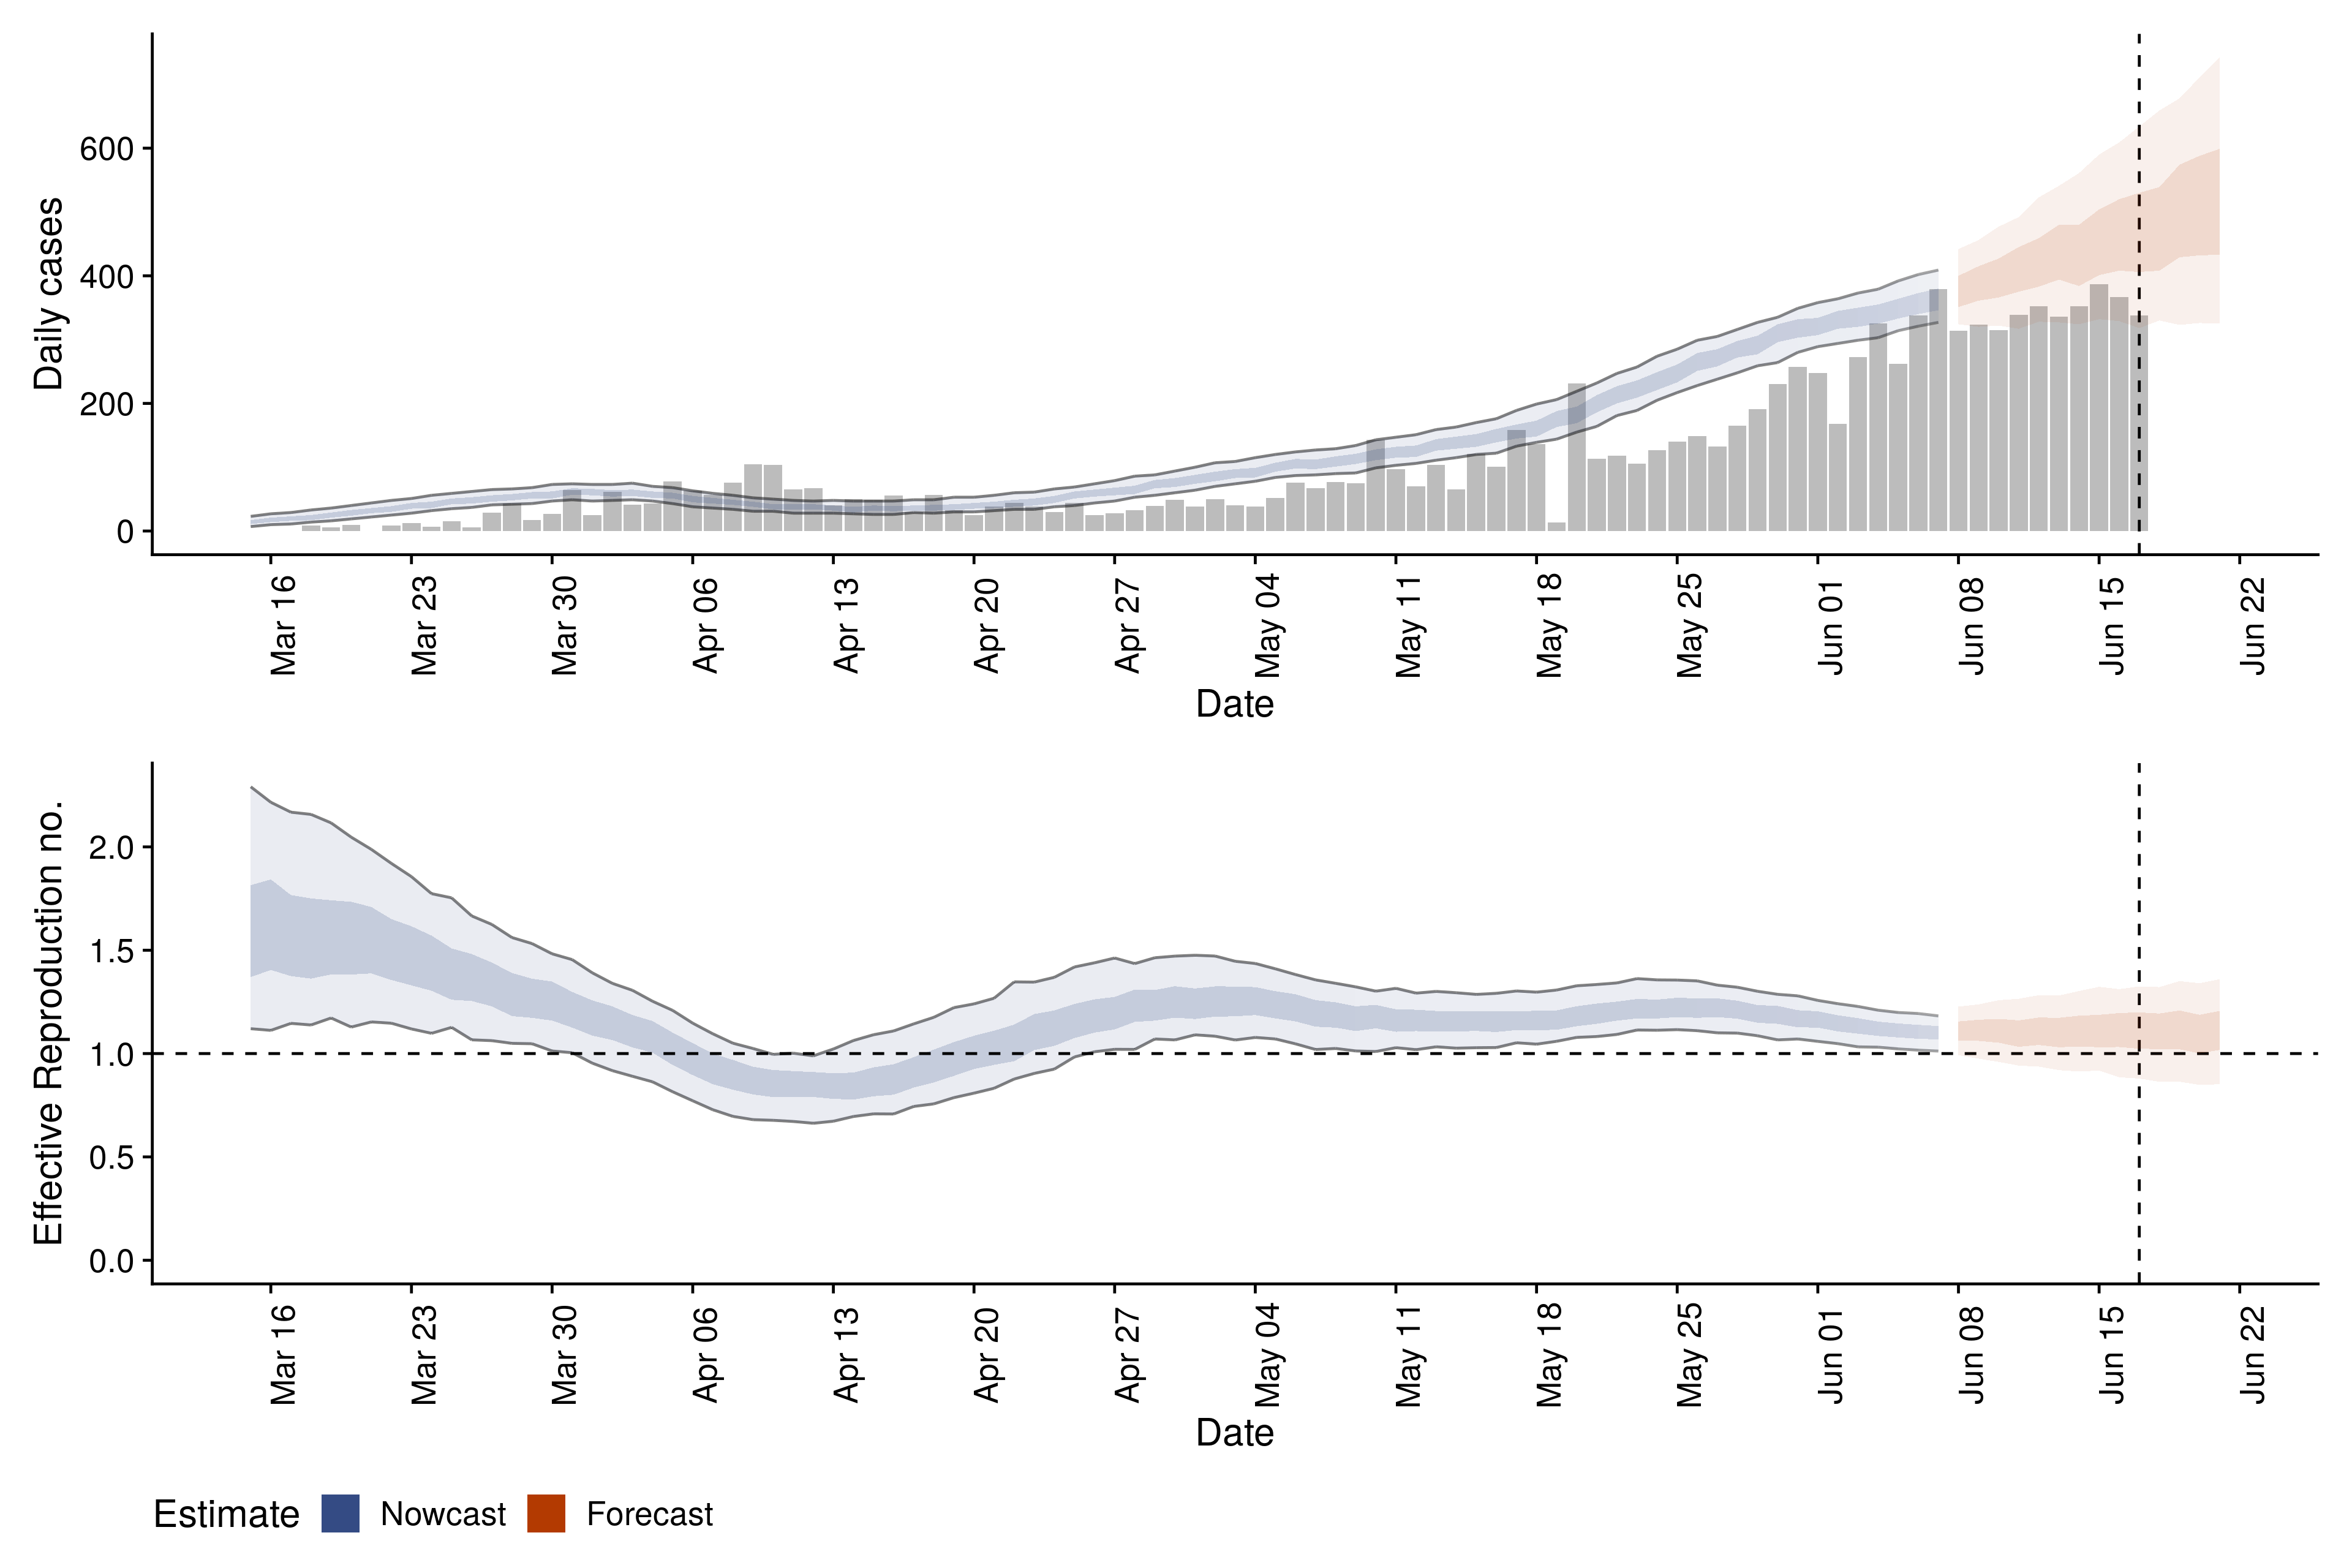 Daily cases
600
400
200
0
Mar 16
Mar 23
Mar 30
Apr 06
Apr 13
Apr 20
Apr 27
May 04
May 11
May 18
May 25
Jun 01
Jun 08
Jun 15
Jun 22
Date
Effective Reproduction no.
2.0
1.5
1.0
0.5
0.0
Mar 16
Mar 23
Mar 30
Apr 06
Apr 13
Apr 20
Apr 27
May 04
May 11
May 18
May 25
Jun 01
Jun 08
Jun 15
Jun 22
Date
Estimate Nowcast Forecast